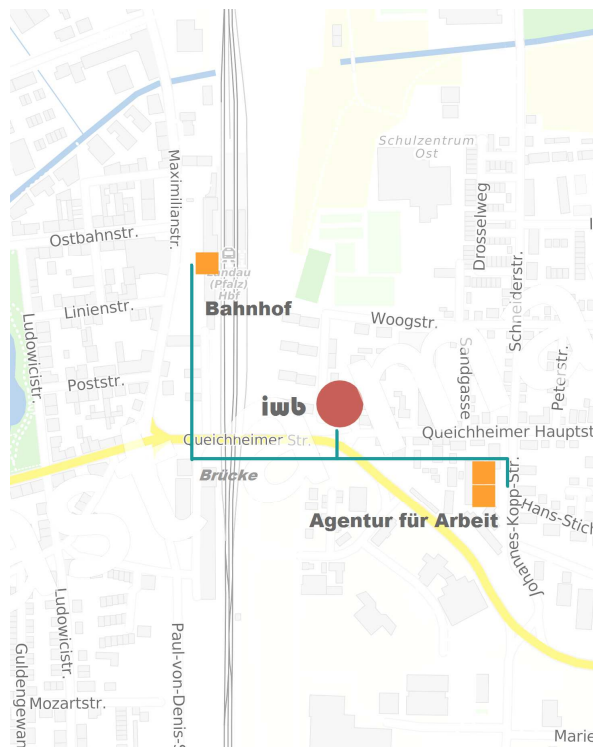 Schulzentrum
Ost
Maximilianstr.
Drosselweg
Ostbahnstr.
Schneiderstr.
Landau
(Pfalz)
Hbf
Bahnhof
Linienstr.
Woogstr.
Ludowicistr.
Sandgasse
Peterstr.
Poststr.
iwb
Queichheimer Str.
Queichheimer Hauptst
Brücke
Agentur für Arbeit
Hans-Stich
Johannes-Kopp-Str.
Ludowicistr.
Paul-von-Denis-S
Guldengewan
Mozartstr.
Marie